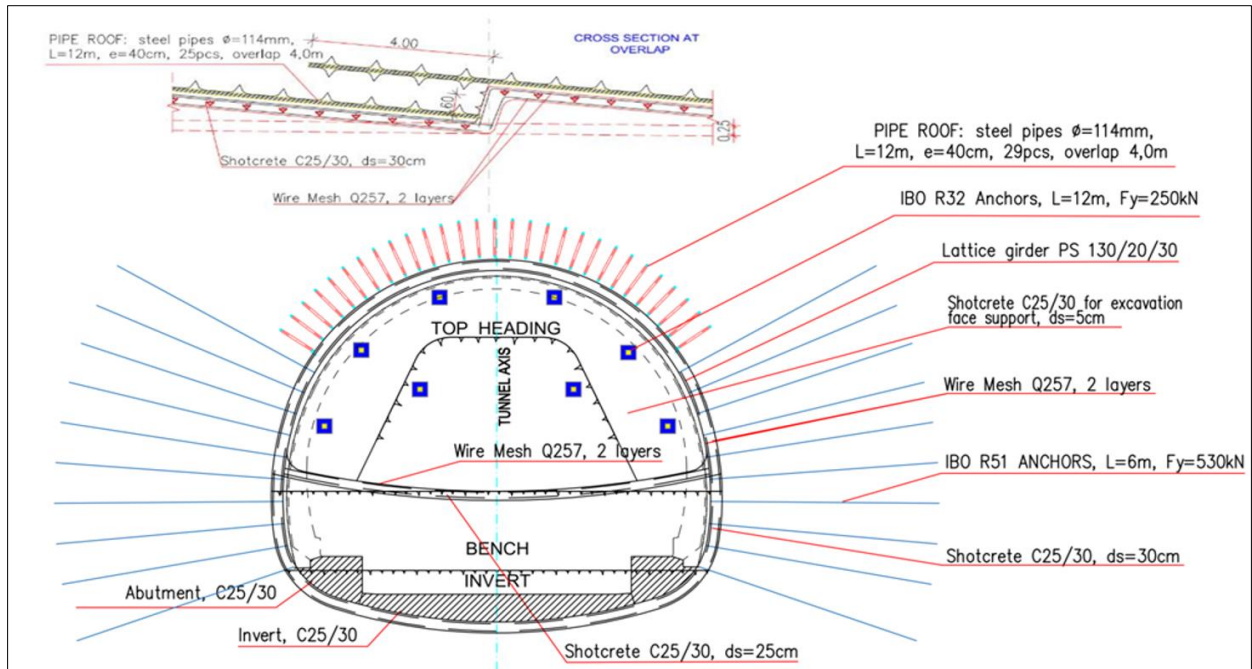 PIPE ROOF: steel pipes ø=114mm,
L=12m, e=40cm, 25pcs, overlap 4,0m
4.00
CROSS SECTION AT
OVERLAP
.60
0.25
Shotcrete C25/30, ds=30cm
Wire Mesh Q257, 2 layers
PIPE ROOF: steel pipes ø=114mm,
L=12m, e=40cm, 29pcs, overlap 4,0m
IBO R32 Anchors, L=12m, Fy=250kN
Lattice girder PS 130/20/30
Shotcrete C25/30 for excavation
face support, ds=5cm
TOP HEADING
TUNNEL AXIS
Wire Mesh Q257, 2 layers
Wire Mesh Q257, 2 layers
IBO R51 ANCHORS, L=6m, Fy=530kN
BENCH
Shotcrete C25/30, ds=30cm
INVERT
Abutment, C25/30
Invert, C25/30
Shotcrete C25/30, ds=25cm